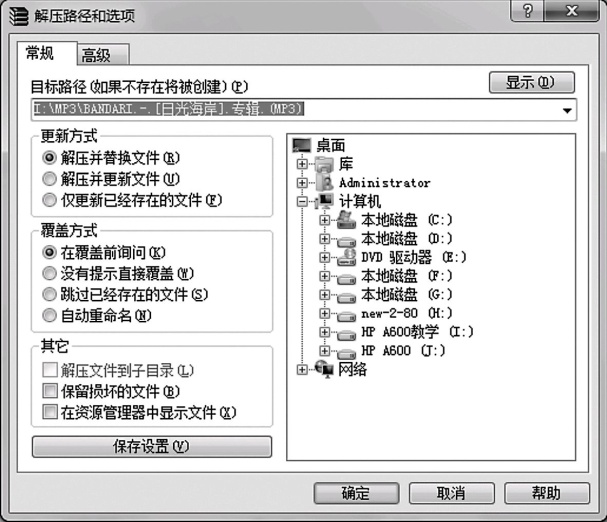 解压路径和选项
常规 高级
目标路径(如果不存在将被创建)(P)
显示(D)
I:\MP3\BANDARI.-.[日光海岸].专辑.(MP3)
更新方式
解压并替换文件(R)
解压并更新文件(U)
仅更新已经存在的文件(F)
覆盖方式
在覆盖前询问(K)
没有提示直接覆盖(W)
跳过已经存在的文件(S)
自动重命名(N)
其它
解压文件到子目录(L)
保留损坏的文件(B)
在资源管理器中显示文件(X)
保存设置(V)
桌面
库
Administrator
计算机
本地磁盘 (C:)
本地磁盘 (D:)
DVD 驱动器 (E:)
本地磁盘 (F:)
本地磁盘 (G:)
new-2-80 (H:)
HP A600教学 (I:)
HP A600 (J:)
网络
确定 取消 帮助